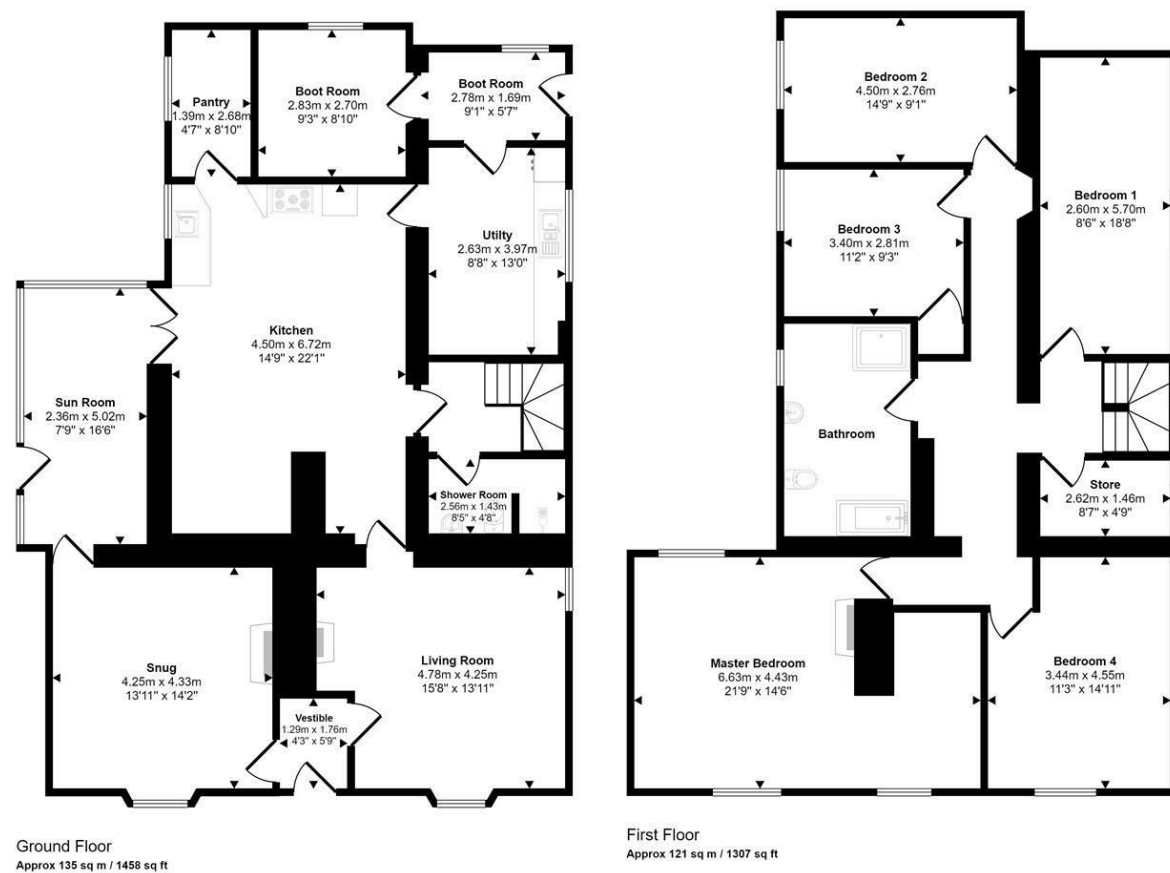 Pantry
1.39m x 2.68m
4'7" x 8'10"
Boot Room
2.83m x 2.70m
9'3" x 8'10"
Boot Room
2.78m x 1.69m
9'1" x 5'7"
Utilty
2.63m x 3.97m
8'8" x 13'0"
Kitchen
4.50m x 6.72m
14'9" x 22'1"
Sun Room
2.36m x 5.02m
7'9" x 16'6"
Shower Room
2.56m x 1.43m
8'5" x 4'8"
Snug
4.25m x 4.33m
13'11" x 14'2"
Living Room
4.78m x 4.25m
15'8" x 13'11"
Vestible
1.29m x 1.76m
4'3" x 5'9"
Ground Floor
Approx 135 sq m / 1458 sq ft
Bedroom 2
4.50m x 2.76m
14'9" x 9'1"
Bedroom 1
2.60m x 5.70m
8'6" x 18'8"
Bedroom 3
3.40m x 2.81m
11'2" x 9'3"
Bathroom
Store
2.62m x 1.46m
8'7" x 4'9"
Master Bedroom
6.63m x 4.43m
21'9" x 14'6"
Bedroom 4
3.44m x 4.55m
11'3" x 14'11"
First Floor
Approx 121 sq m / 1307 sq ft